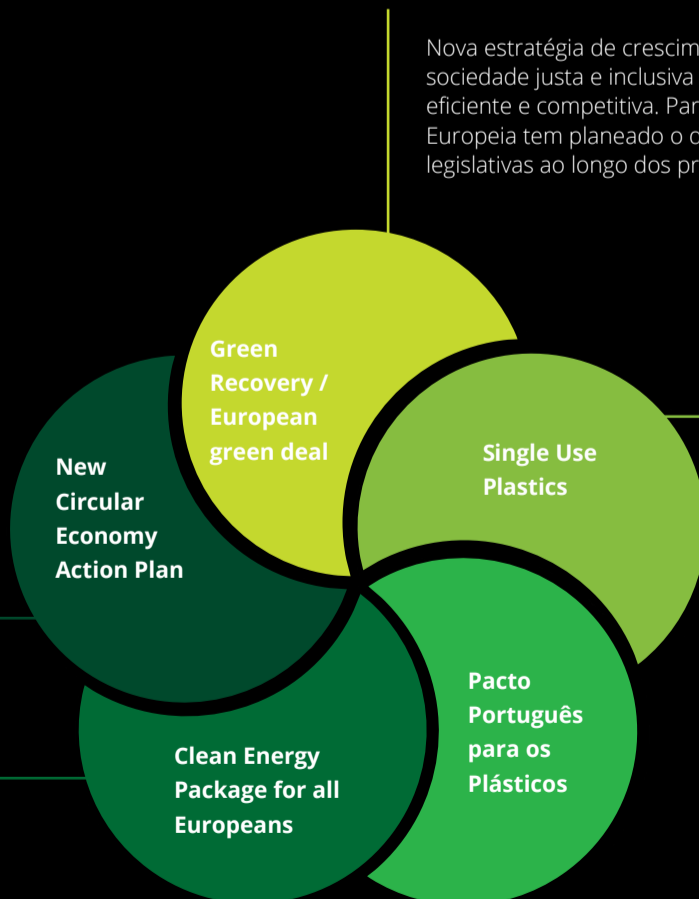 Nova estratégia de crescim
sociedade justa e inclusiva
eficiente e competitiva. Par
Europeia tem planeado o d
legislativas ao longo dos pr
Green
Recovery /
European
green deal
Single Use
Plastics
New
Circular
Economy
Action Plan
Pacto
Português
para os
Plásticos
Clean Energy
Package for all
Europeans